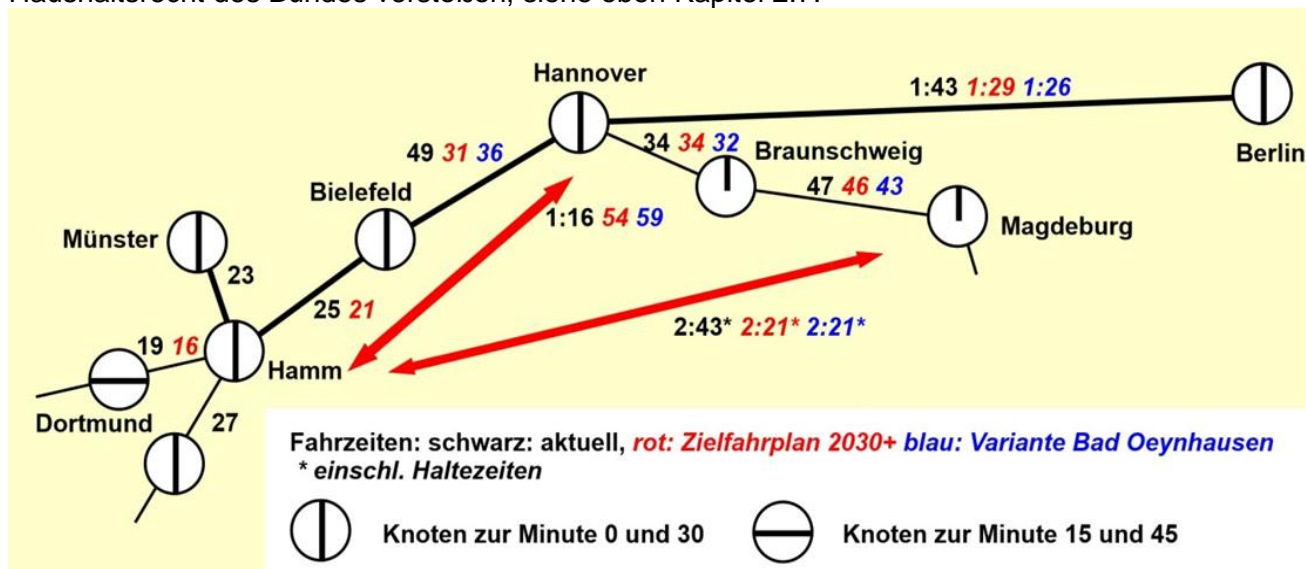 Hannover
1:43 1:29 1:26
Berlin
34 34 32
Braunschweig
49 31 36
47 46 43
Bielefeld
Magdeburg
Münster
1:16 54 59
23
25 21
2:43* 2:21* 2:21*
19 16
Hamm
Dortmund
27
Fahrzeiten: schwarz: aktuell, rot: Zielfahrplan 2030+ blau: Variante Bad Oeynhausen
* einschl. Haltezeiten
Knoten zur Minute 0 und 30
Knoten zur Minute 15 und 45